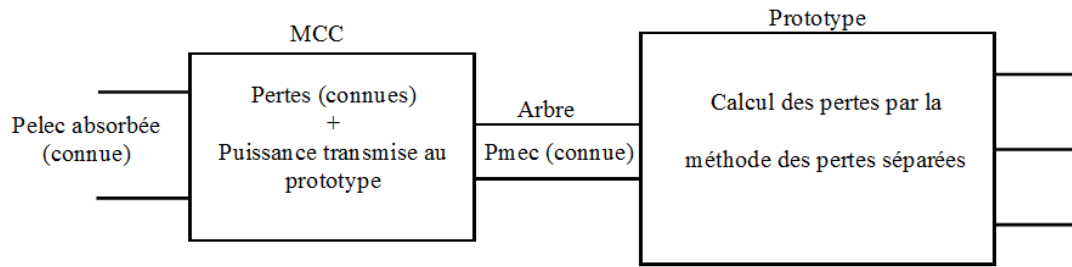 MCC
Prototype
Pelec absorbée
(connue)
Pertes (connues)
+
Puissance transmise au
prototype
Arbre
Pmec (connue)
Calcul des pertes par la
méthode des pertes séparées